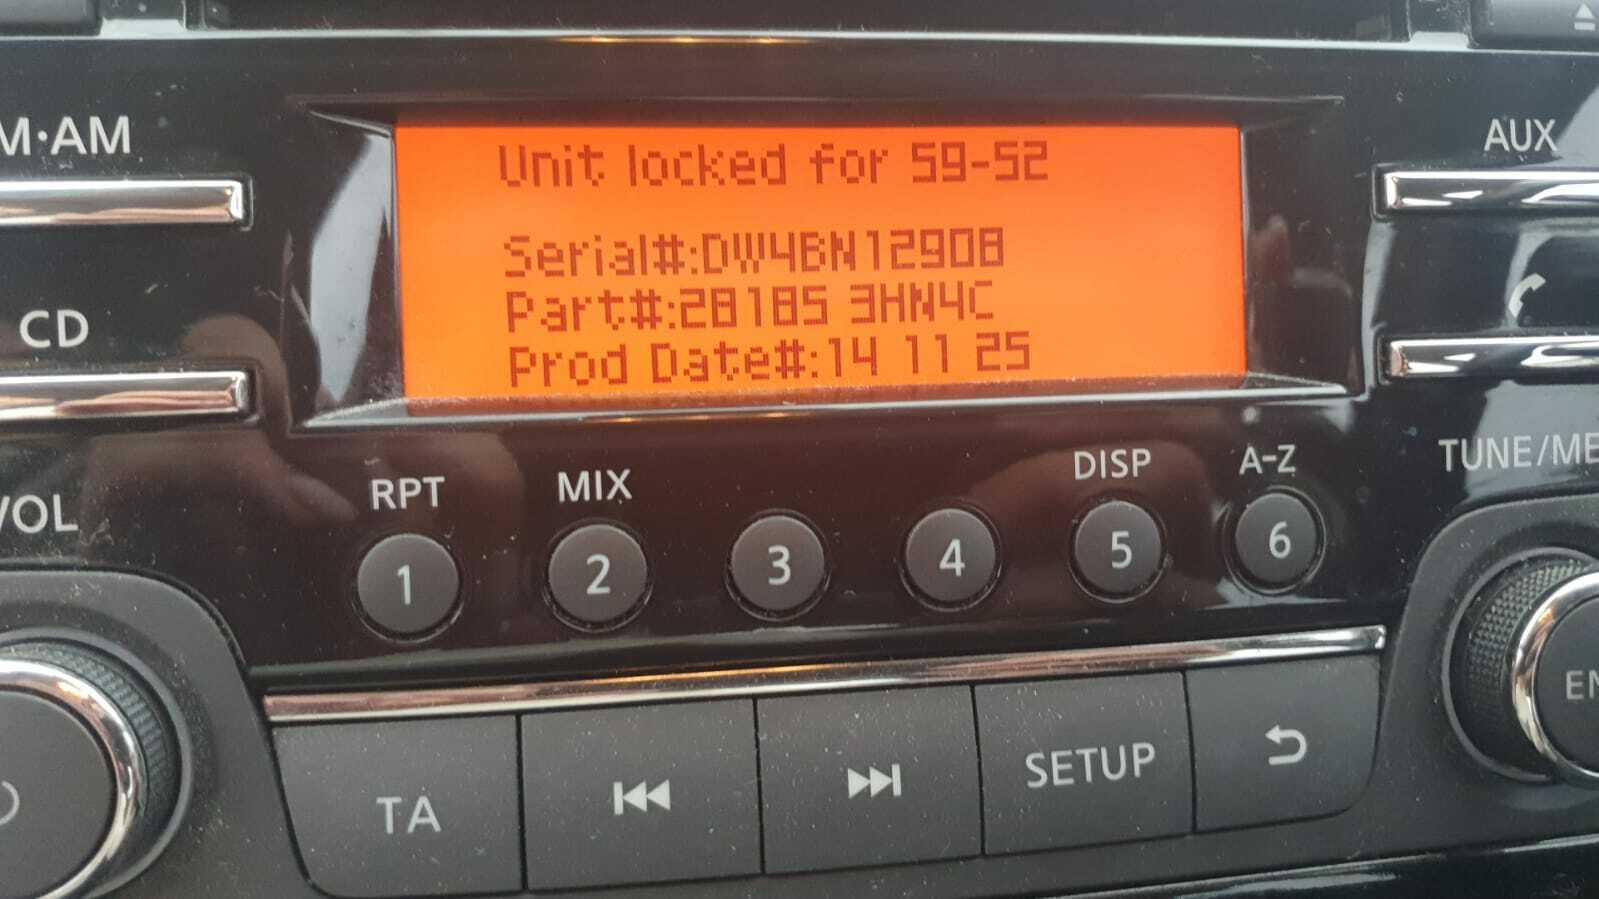 M·AM
AUX
Unit locked for 59-52
Serial#:DW4BN12908
Part#:28185 3HN4C
Prod Date#:14 11 25
CD
VOL
RPT
MIX
DISP
A-Z
TUNE/ME
1
2
3
4
5
6
EN
TA
SETUP